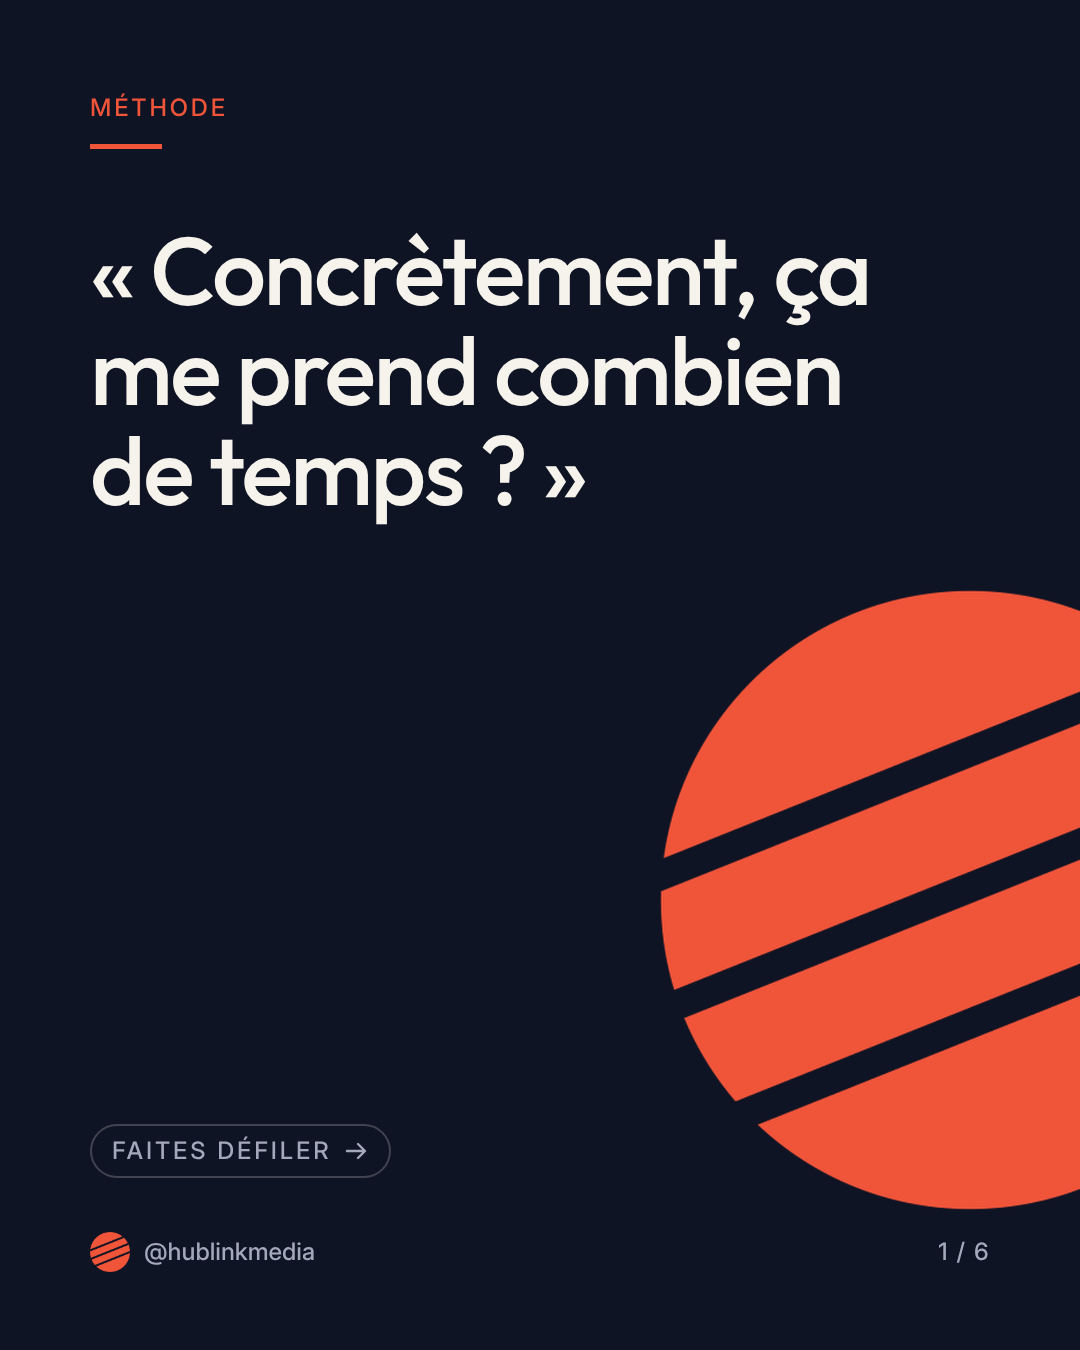 MÉTHODE
« Concrètement, ça
me prend combien
de temps ? »
FAITES DÉFILER →
@hublinkmedia
1 / 6